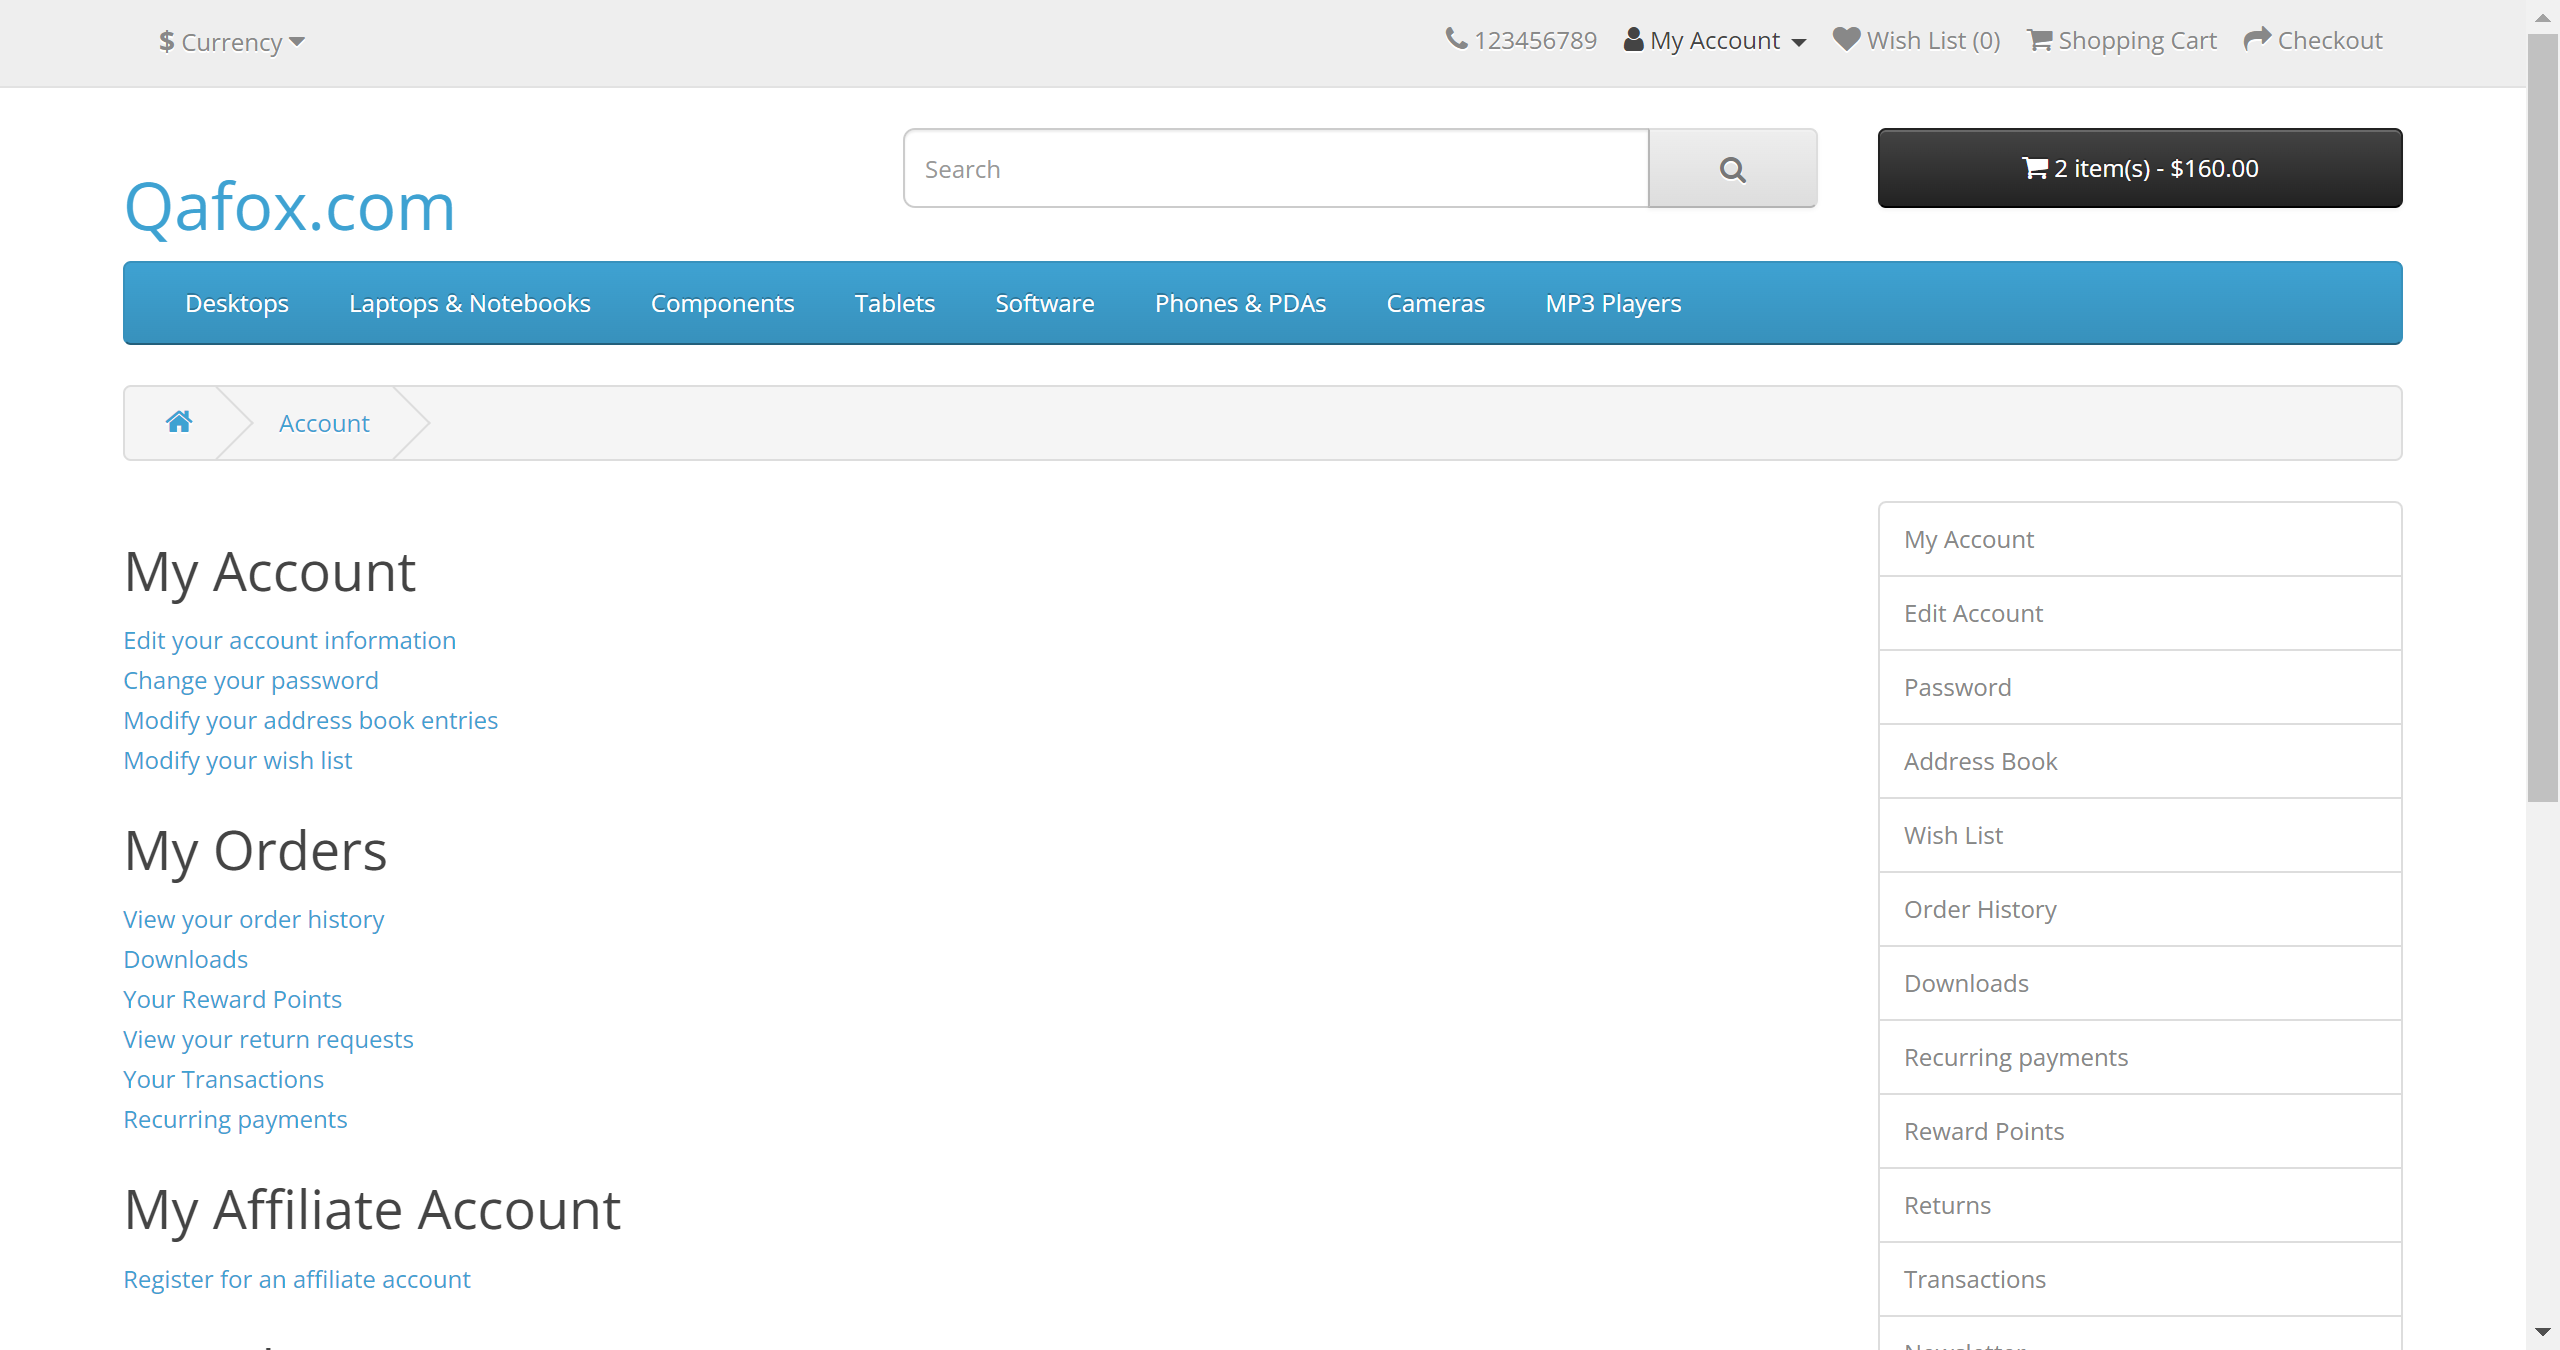 $ Currency
123456789 My Account Wish List (0) Shopping Cart Checkout
Qafox.com
Search
2 item(s) - $160.00
Desktops Laptops & Notebooks Components Tablets Software Phones & PDAs Cameras MP3 Players
Account
My Account
Edit your account information
Change your password
Modify your address book entries
Modify your wish list
My Orders
View your order history
Downloads
Your Reward Points
View your return requests
Your Transactions
Recurring payments
My Affiliate Account
Register for an affiliate account
My Account
Edit Account
Password
Address Book
Wish List
Order History
Downloads
Recurring payments
Reward Points
Returns
Transactions
Newsletter